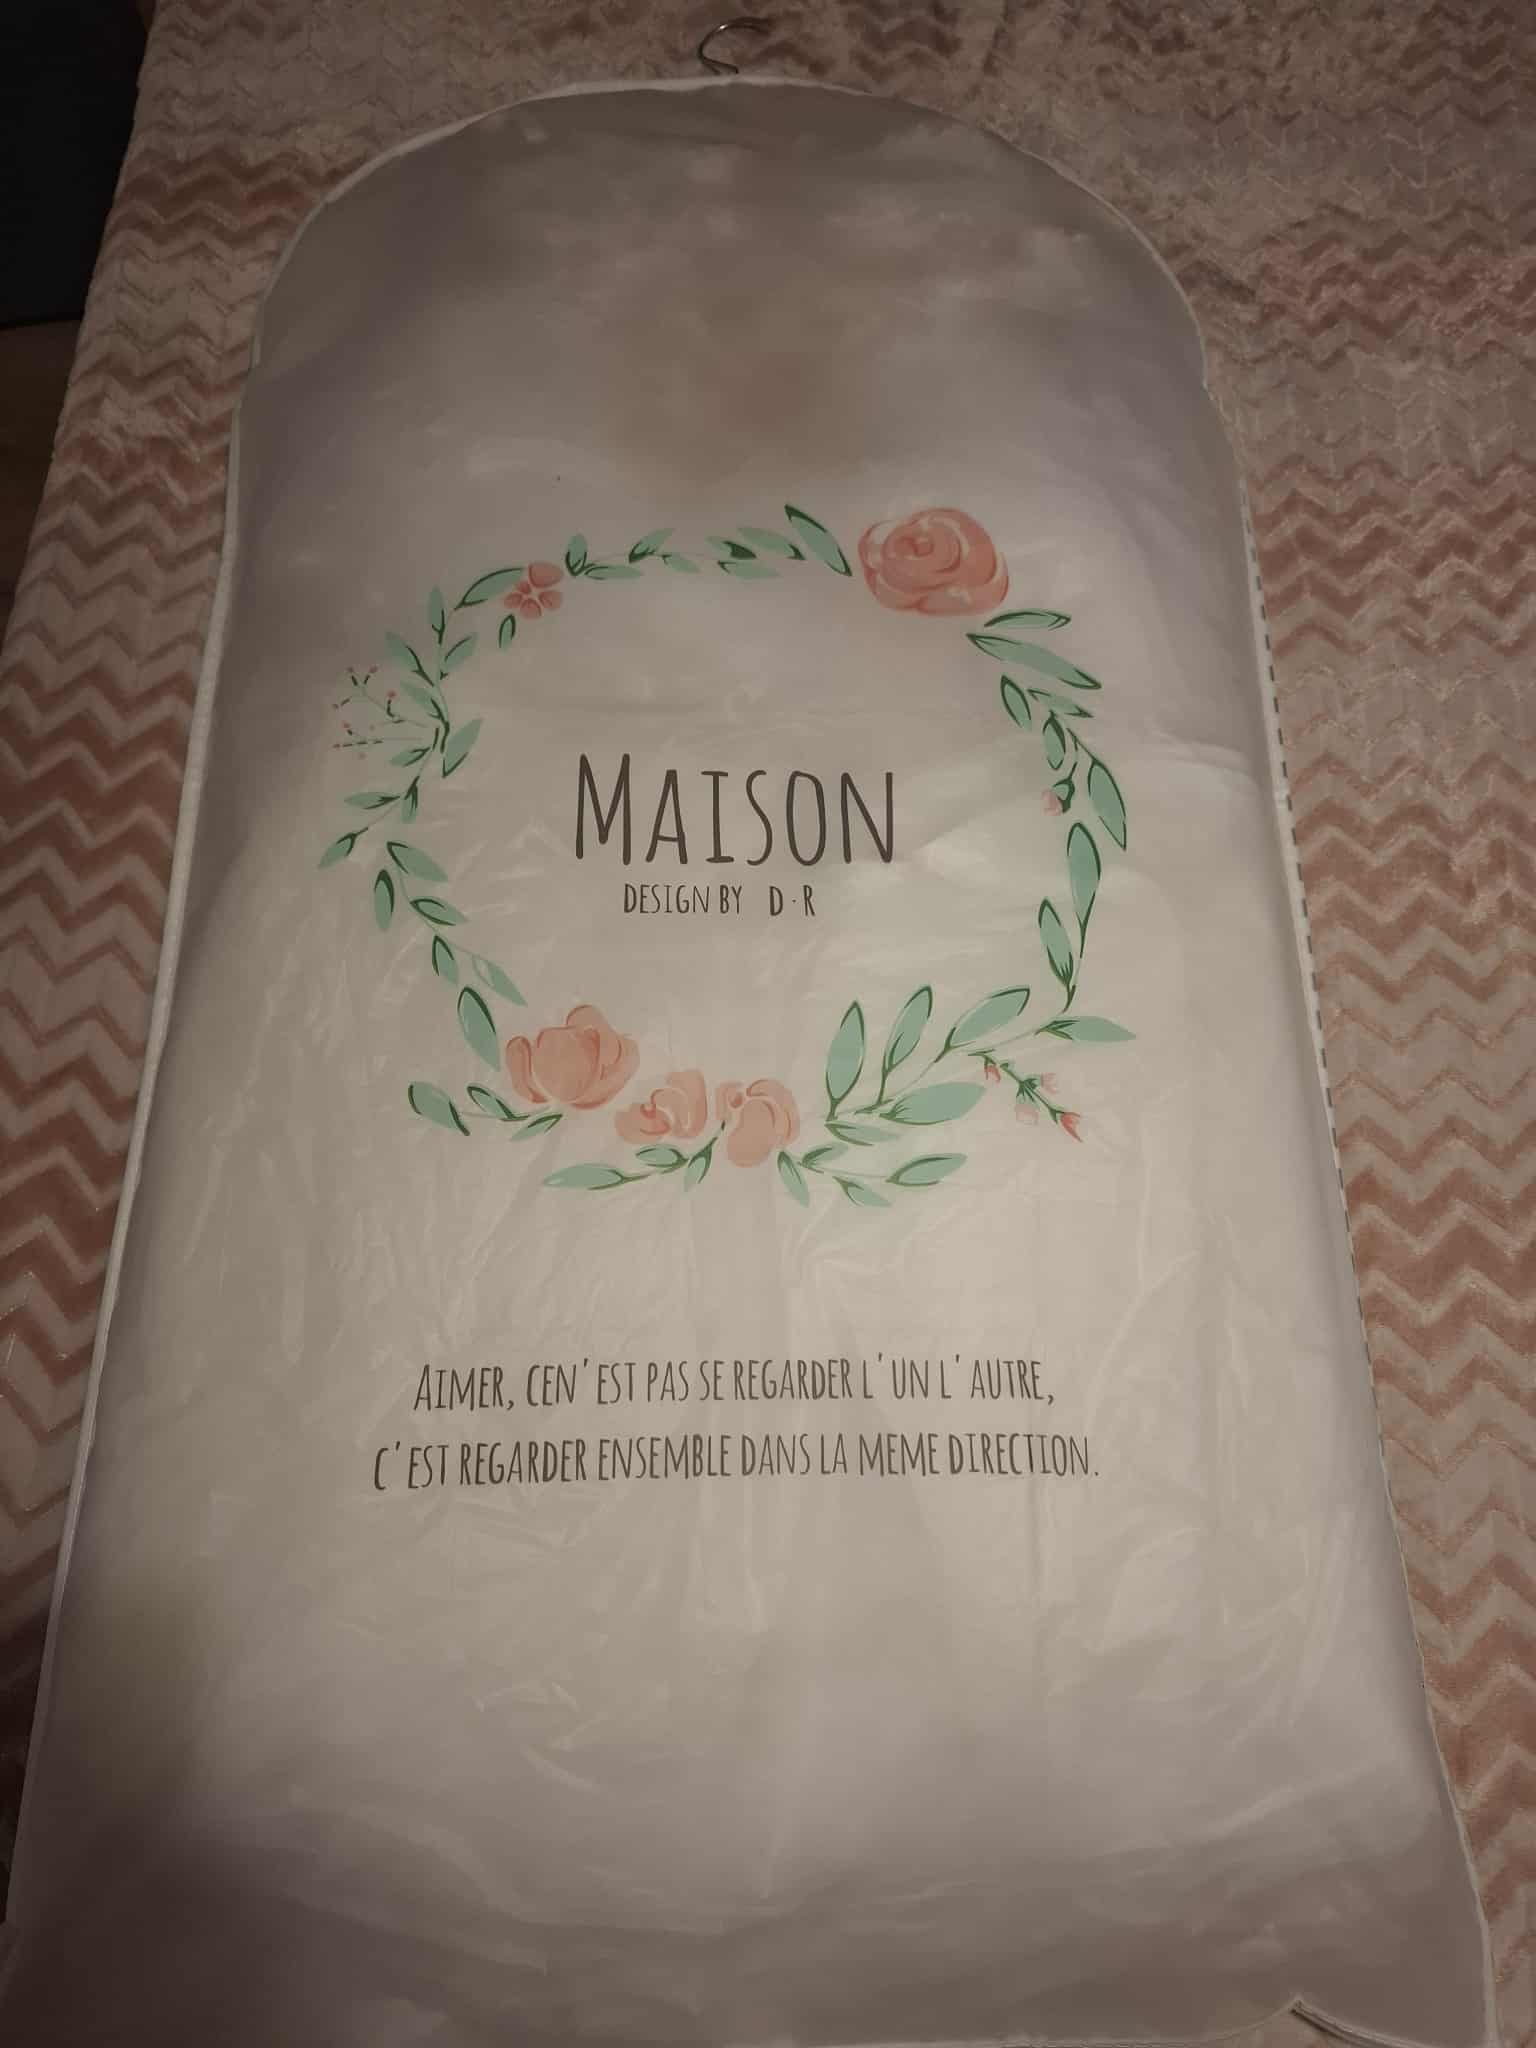 MAISON
DESIGN BY D·R
AIMER, CEN'EST PAS SE REGARDER L'UN L'AUTRE,
C'EST REGARDER ENSEMBLE DANS LA MEME DIRECTION.